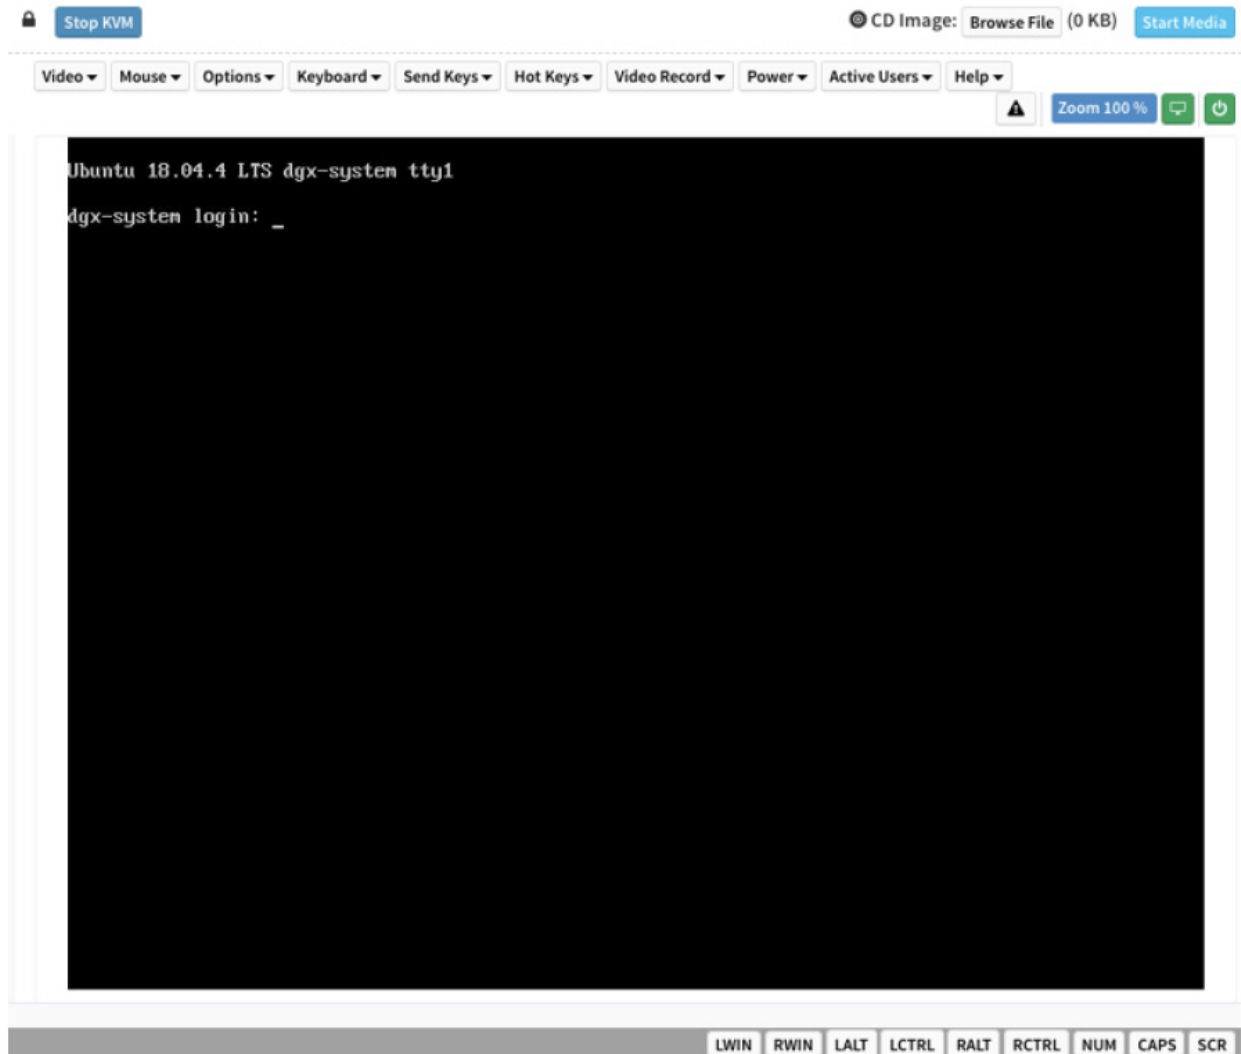 Stop KVM CD Image: Browse File (0 KB) Start Media
Video Mouse Options Keyboard Send Keys Hot Keys Video Record Power Active Users Help
Zoom 100 %
Ubuntu 18.04.4 LTS dgx-system tty1
dgx-system login: _
LWIN RWIN LALT LCTRL RALT RCTRL NUM CAPS SCR